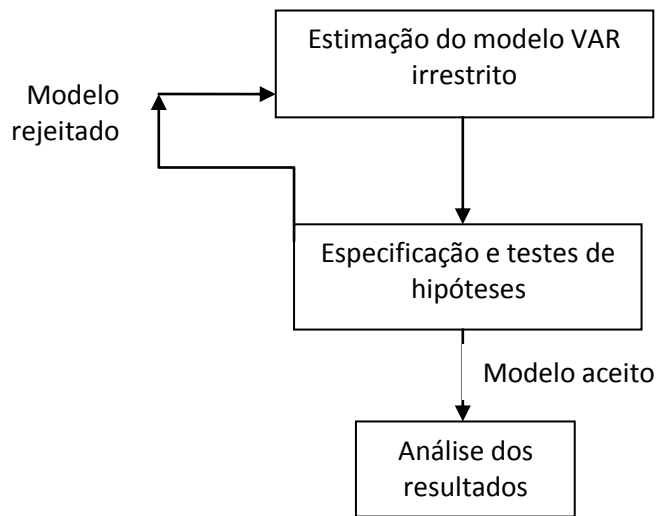 Estimação do modelo VAR
irrestrito
Modelo
rejeitado
Especificação e testes de
hipóteses
Modelo aceito
Análise dos
resultados